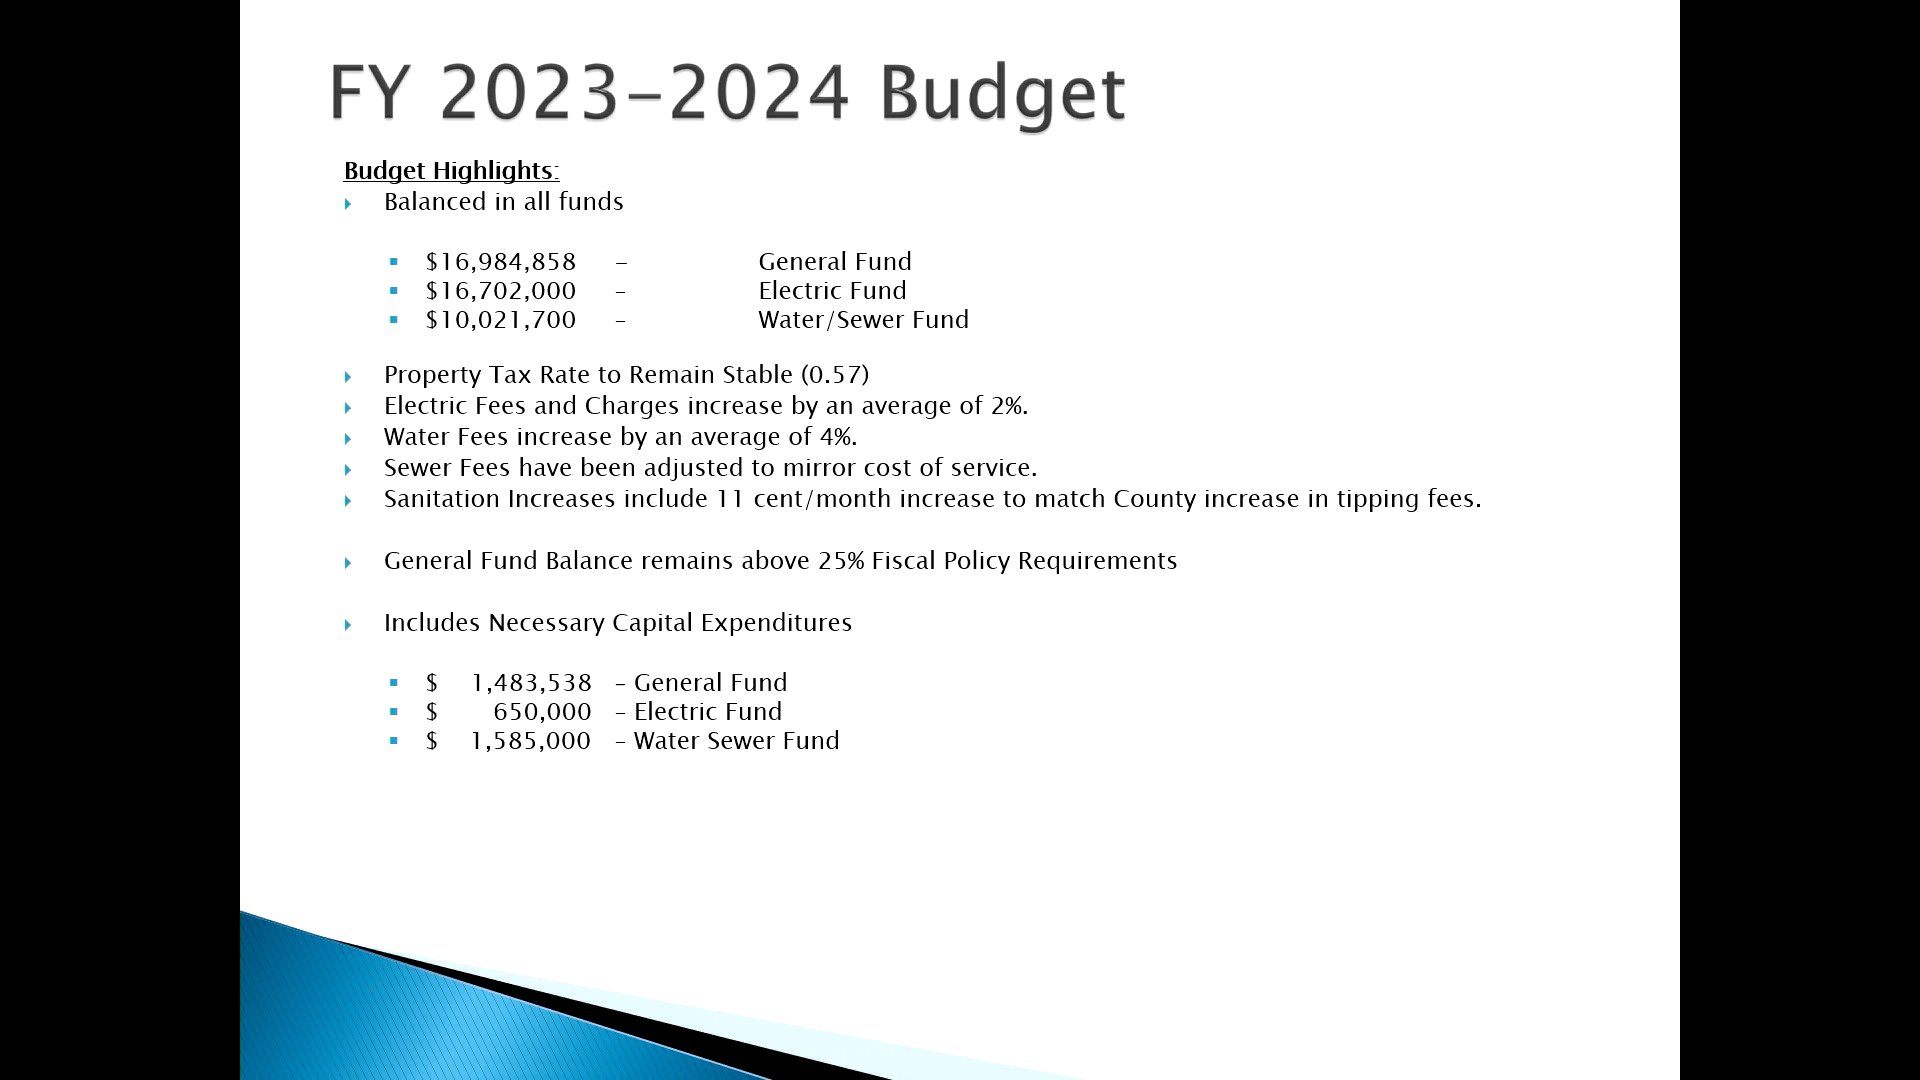 FY 2023-2024 Budget
Budget Highlights:
Balanced in all funds
$16,984,858 – General Fund
$16,702,000 – Electric Fund
$10,021,700 – Water/Sewer Fund
Property Tax Rate to Remain Stable (0.57)
Electric Fees and Charges increase by an average of 2%.
Water Fees increase by an average of 4%.
Sewer Fees have been adjusted to mirror cost of service.
Sanitation Increases include 11 cent/month increase to match County increase in tipping fees.
General Fund Balance remains above 25% Fiscal Policy Requirements
Includes Necessary Capital Expenditures
$ 1,483,538 – General Fund
$ 650,000 – Electric Fund
$ 1,585,000 – Water Sewer Fund